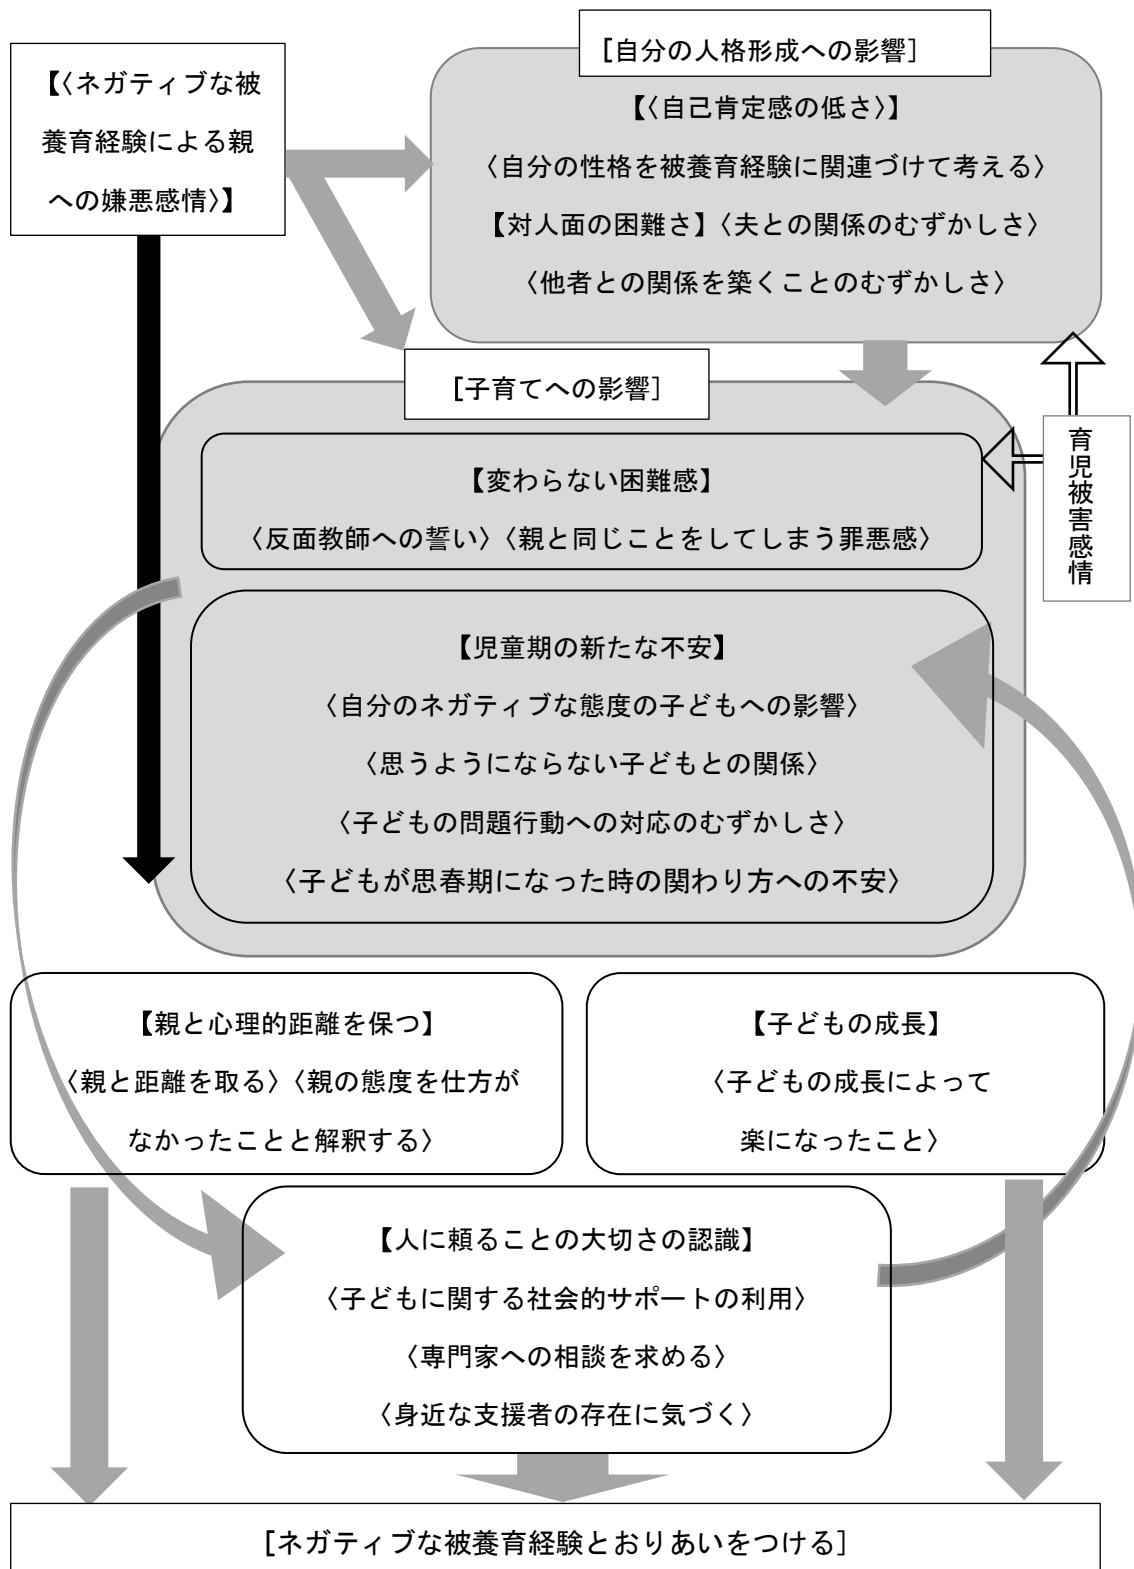 [自分の人格形成への影響]
【〈ネガティブな被
養育経験による親
への嫌悪感情〉】
【〈自己肯定感の低さ〉】
〈自分の性格を被養育経験に関連づけて考える〉
【対人面の困難さ】〈夫との関係のむずかしさ〉
〈他者との関係を築くことのむずかしさ〉
[子育てへの影響]
育児被害感情
【変わらない困難感】
〈反面教師への誓い〉〈親と同じことをしてしまう罪悪感〉
【児童期の新たな不安】
〈自分のネガティブな態度の子どもへの影響〉
〈思うようにならない子どもとの関係〉
〈子どもの問題行動への対応のむずかしさ〉
〈子どもが思春期になった時の関わり方への不安〉
【親と心理的距離を保つ】
〈親と距離を取る〉〈親の態度を仕方が
なかったことと解釈する〉
【子どもの成長】
〈子どもの成長によって
楽になったこと〉
【人に頼ることの大切さの認識】
〈子どもに関する社会的サポートの利用〉
〈専門家への相談を求める〉
〈身近な支援者の存在に気づく〉
[ネガティブな被養育経験とおりあいをつける]